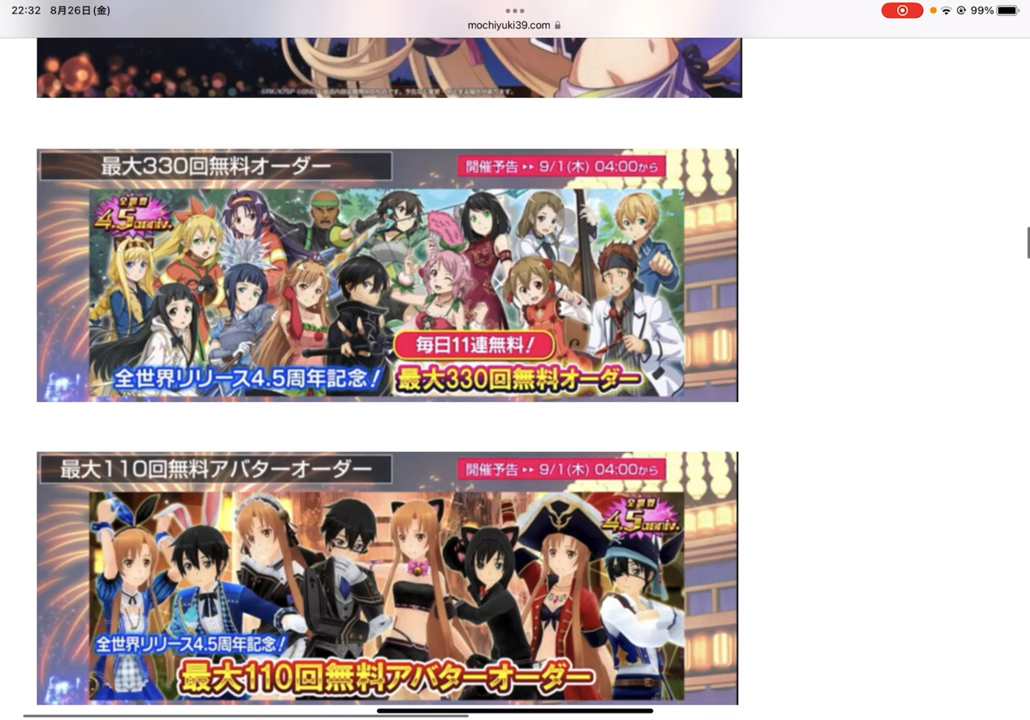 22:32 8月26日(金)
99%
mochiyuki39.com
最大330回無料オーダー
開催予告 ▸▸ 9/1(木) 04:00から
全世界
4.5
毎日11連無料!
全世界リリース4.5周年記念!
最大330回無料オーダー
最大110回無料アバターオーダー
開催予告 ▸▸ 9/1(木) 04:00から
全世界
4.5
全世界リリース4.5周年記念!
最大110回無料アバターオーダー